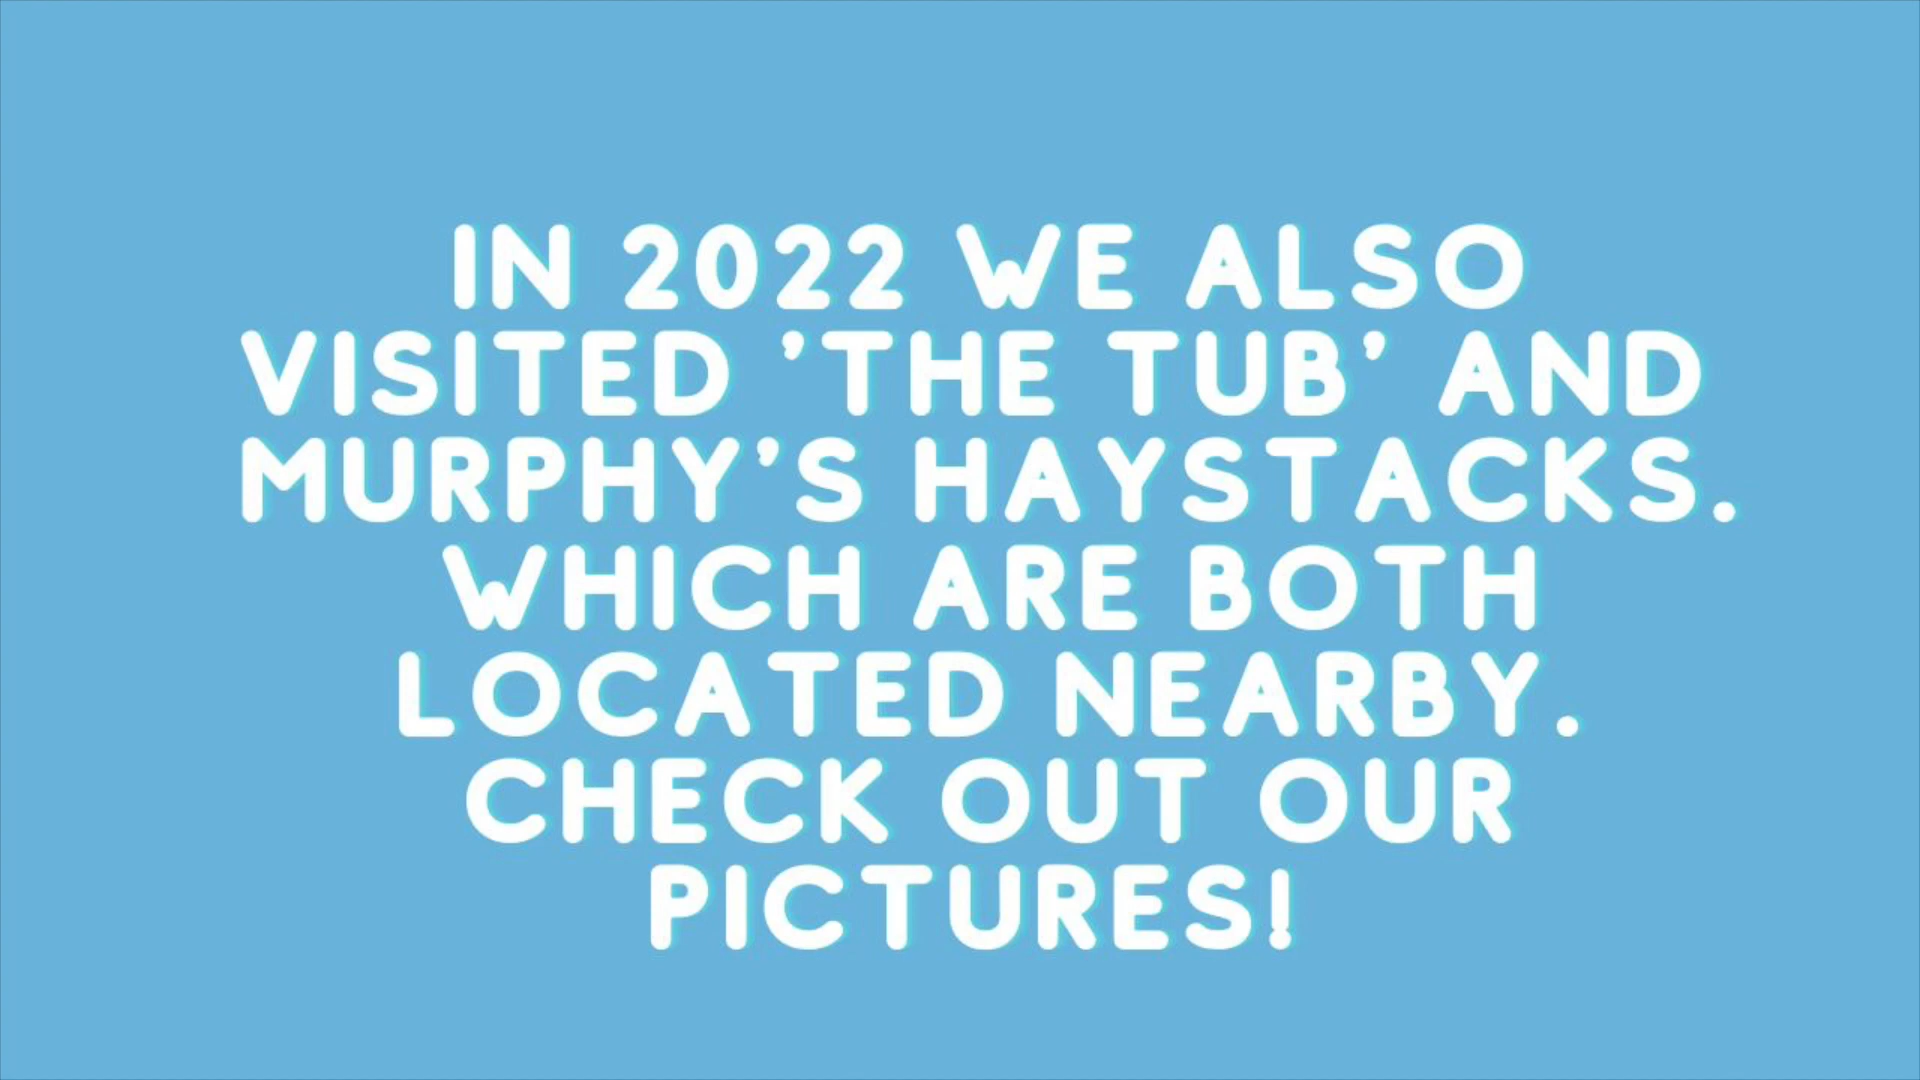 IN 2022 WE ALSO
VISITED 'THE TUB' AND
MURPHY'S HAYSTACKS.
WHICH ARE BOTH
LOCATED NEARBY.
CHECK OUT OUR
PICTURES!